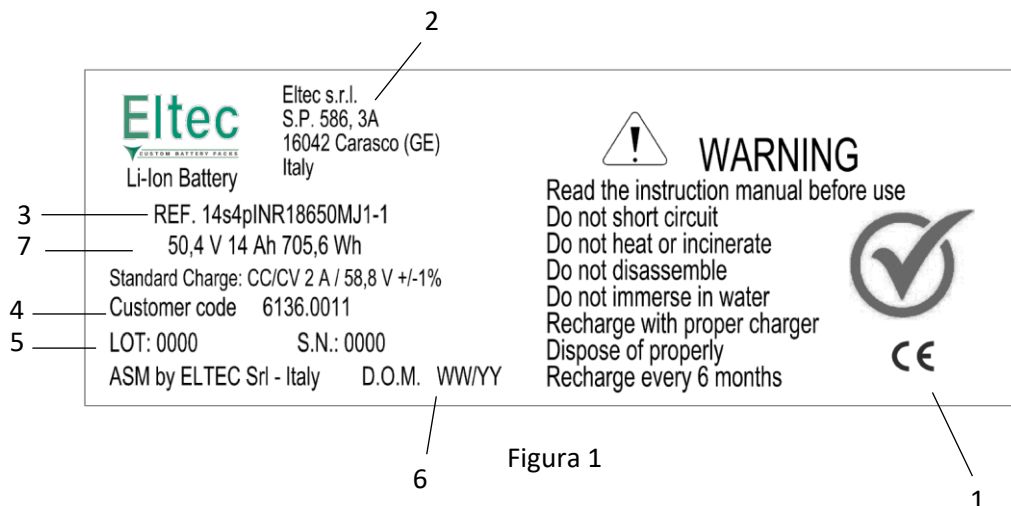 2
Eltec
CUSTOM BATTERY PACKS
Li-Ion Battery
Eltec s.r.l.
S.P. 586, 3A
16042 Carasco (GE)
Italy
3
REF. 14s4pINR18650MJ1-1
7
50,4 V 14 Ah 705,6 Wh
Standard Charge: CC/CV 2 A / 58,8 V +/-1%
4
Customer code 6136.0011
5
LOT: 0000 S.N.: 0000
ASM by ELTEC Srl - Italy D.O.M. WW/YY
WARNING
Read the instruction manual before use
Do not short circuit
Do not heat or incinerate
Do not disassemble
Do not immerse in water
Recharge with proper charger
Dispose of properly
Recharge every 6 months
CE
6
Figura 1
1